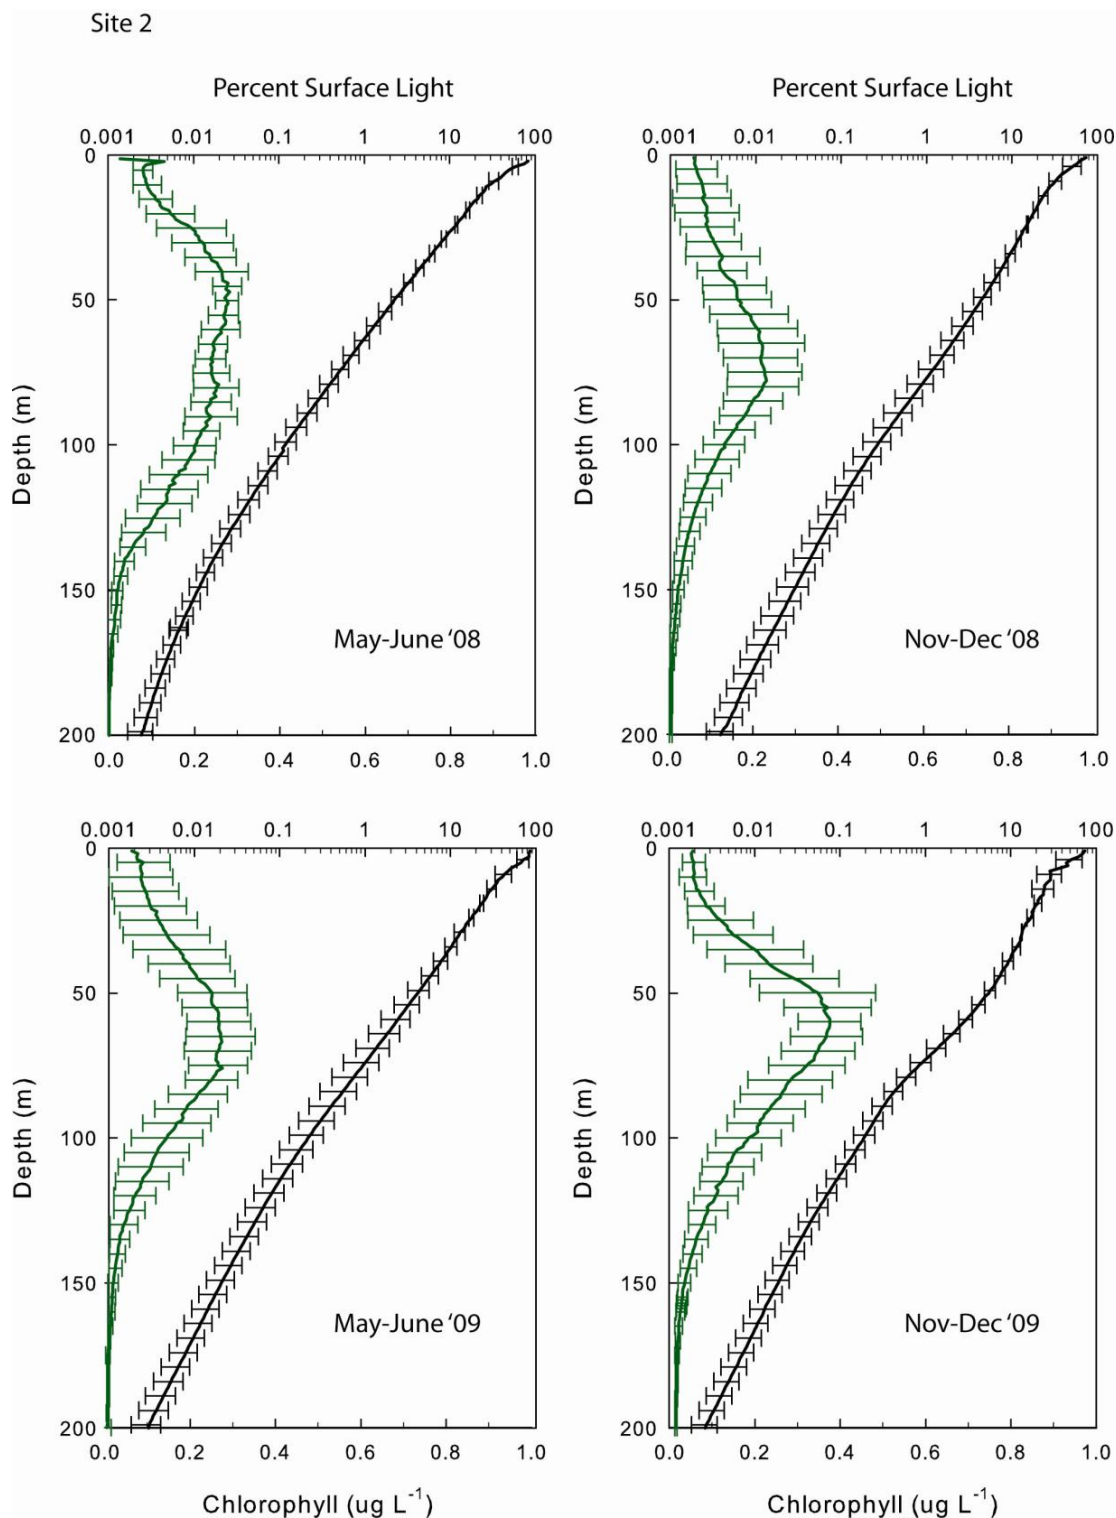 Site 2
Percent Surface Light
Percent Surface Light
0.001 0.01 0.1 1 10 100
0.001 0.01 0.1 1 10 100
0
50
100
150
200
Depth (m)
May-June ‘08
0.0 0.2 0.4 0.6 0.8 1.0
0
50
100
150
200
Depth (m)
Nov-Dec ‘08
0.0 0.2 0.4 0.6 0.8 1.0
0.001 0.01 0.1 1 10 100
0.001 0.01 0.1 1 10 100
0
50
100
150
200
Depth (m)
May-June ‘09
0.0 0.2 0.4 0.6 0.8 1.0
Chlorophyll (ug L⁻¹)
0
50
100
150
200
Depth (m)
Nov-Dec ‘09
0.0 0.2 0.4 0.6 0.8 1.0
Chlorophyll (ug L⁻¹)